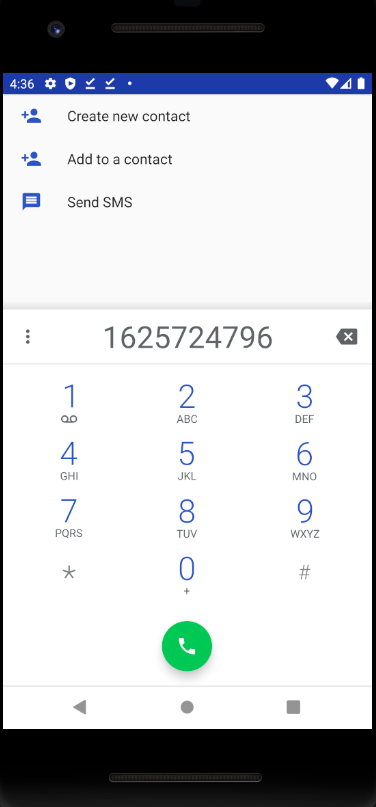 4:36
Create new contact
Add to a contact
Send SMS
1625724796
1 2 3
ABC DEF
4 5 6
GHI JKL MNO
7 8 9
PQRS TUV WXYZ
* 0 #
+